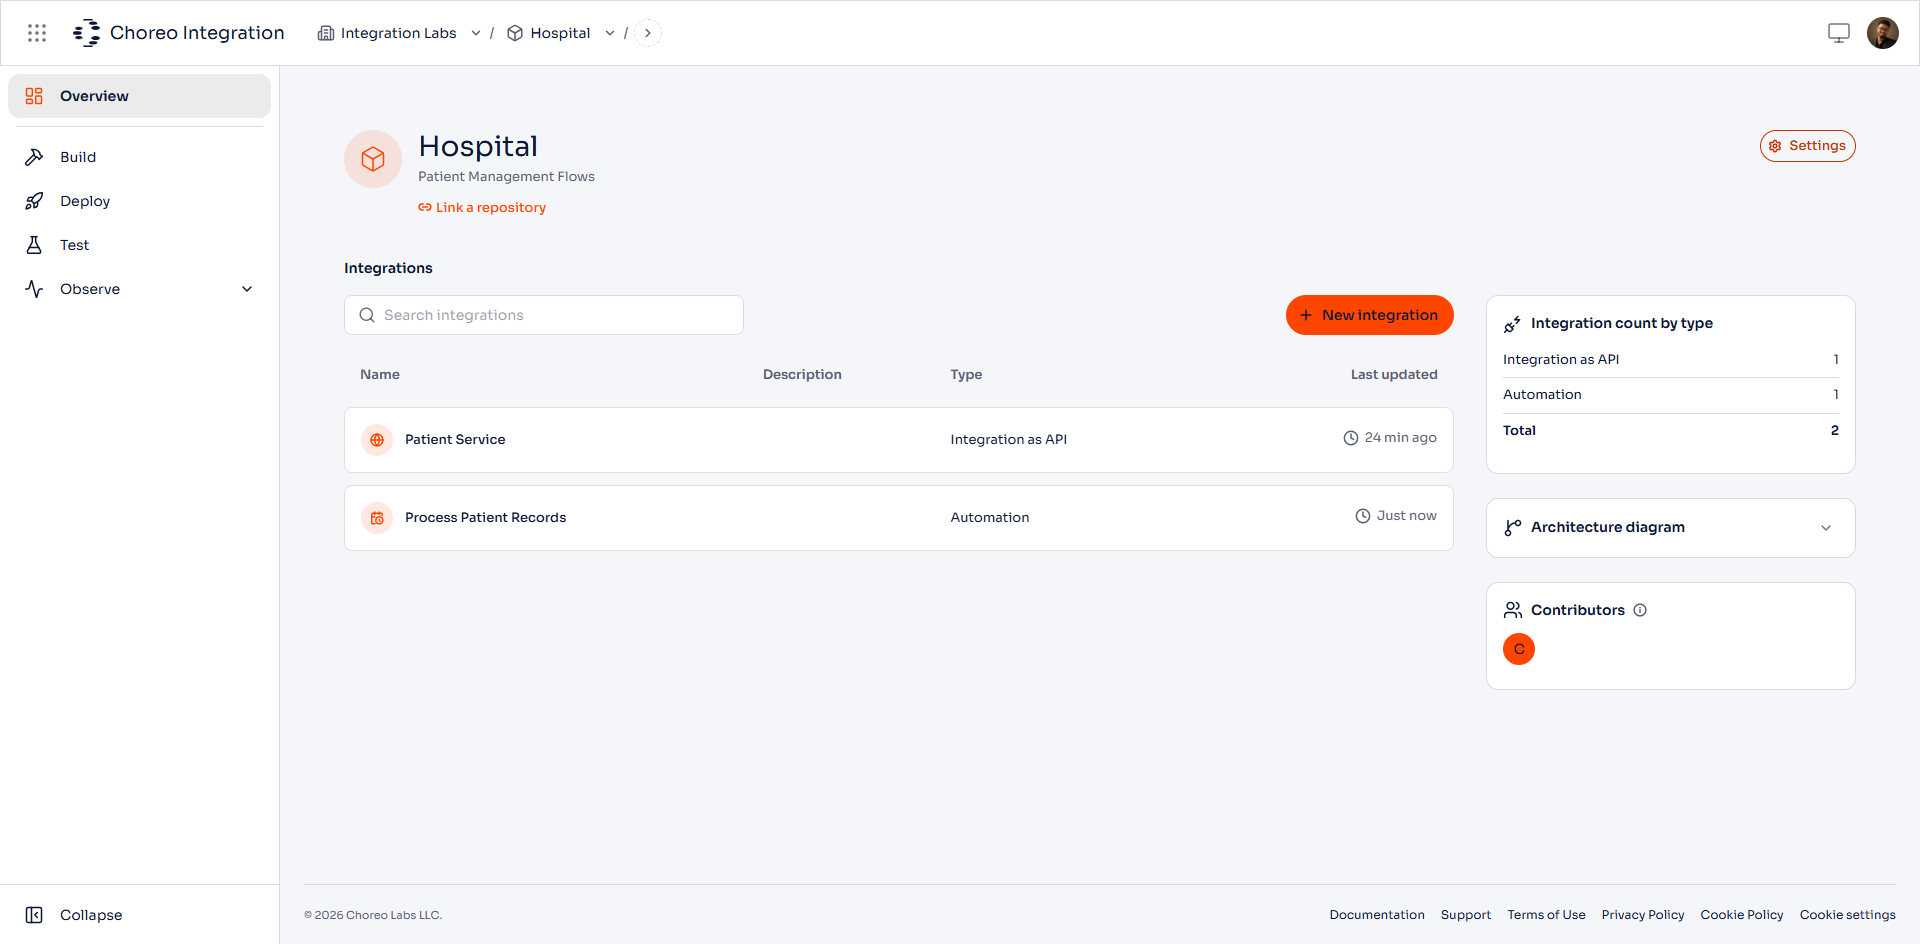 Choreo Integration
Integration Labs / Hospital /
Overview
Build
Deploy
Test
Observe
Collapse
Hospital
Patient Management Flows
Link a repository
Settings
Integrations
Search integrations
+ New integration
Name Description Type Last updated
Patient Service Integration as API 24 min ago
Process Patient Records Automation Just now
Integration count by type
Integration as API 1
Automation 1
Total 2
Architecture diagram
Contributors
C
© 2026 Choreo Labs LLC.
Documentation Support Terms of Use Privacy Policy Cookie Policy Cookie settings